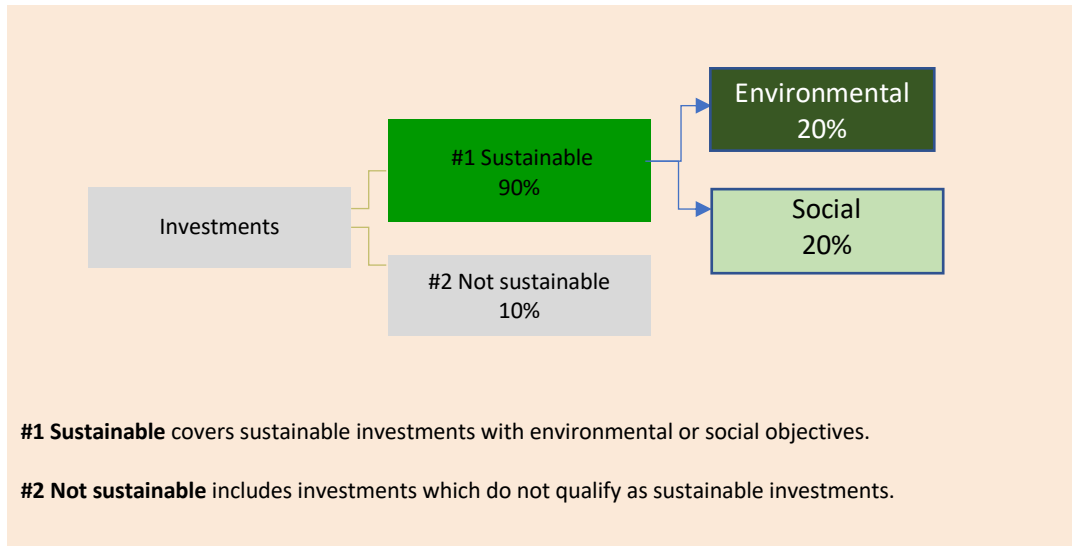 Environmental
20%
#1 Sustainable
90%
Investments
Social
20%
#2 Not sustainable
10%
#1 Sustainable covers sustainable investments with environmental or social objectives.
#2 Not sustainable includes investments which do not qualify as sustainable investments.